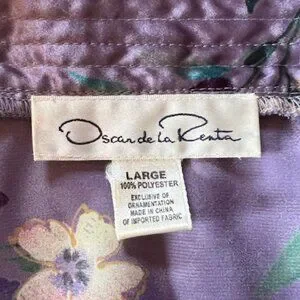 Oscar de la Renta
LARGE
100% POLYESTER
EXCLUSIVE OF
ORNAMENTATION
MADE IN CHINA
OF IMPORTED FABRIC